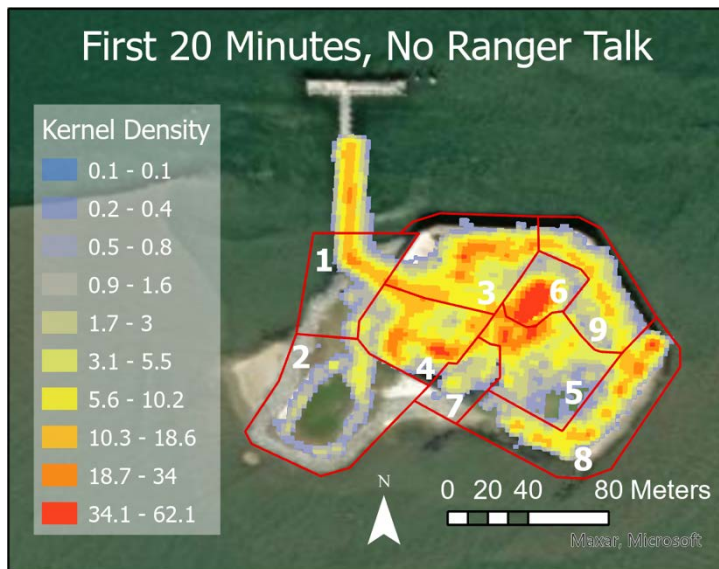 First 20 Minutes, No Ranger Talk
Kernel Density
0.1 - 0.1
0.2 - 0.4
0.5 - 0.8
0.9 - 1.6
1.7 - 3
3.1 - 5.5
5.6 - 10.2
10.3 - 18.6
18.7 - 34
34.1 - 62.1
1
2
3
4
5
6
7
8
9
N
0 20 40 80 Meters
Maxar, Microsoft